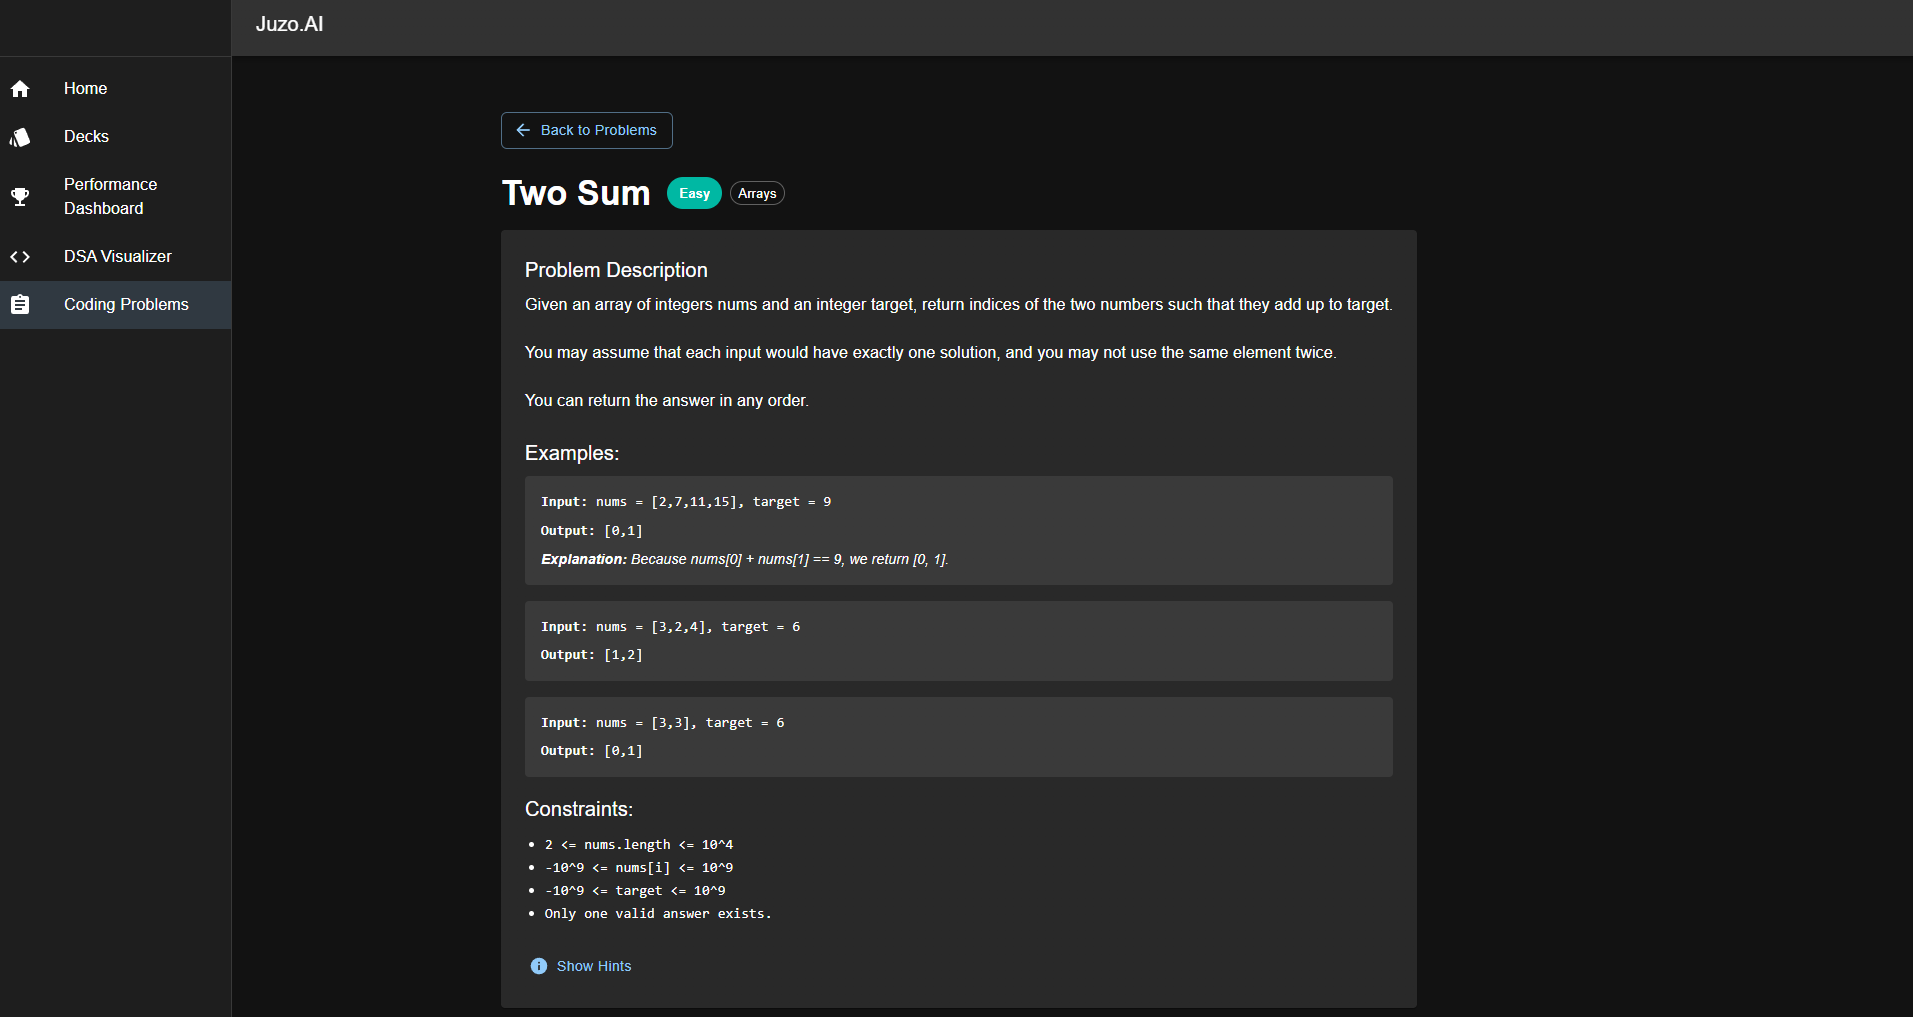 Juzo.AI
Home
Decks
Performance
Dashboard
DSA Visualizer
Coding Problems
Back to Problems
Two Sum
Easy
Arrays
Problem Description
Given an array of integers nums and an integer target, return indices of the two numbers such that they add up to target.
You may assume that each input would have exactly one solution, and you may not use the same element twice.
You can return the answer in any order.
Examples:
Input: nums = [2,7,11,15], target = 9
Output: [0,1]
Explanation: Because nums[0] + nums[1] == 9, we return [0, 1].
Input: nums = [3,2,4], target = 6
Output: [1,2]
Input: nums = [3,3], target = 6
Output: [0,1]
Constraints:
• 2 <= nums.length <= 10^4
• -10^9 <= nums[i] <= 10^9
• -10^9 <= target <= 10^9
• Only one valid answer exists.
Show Hints